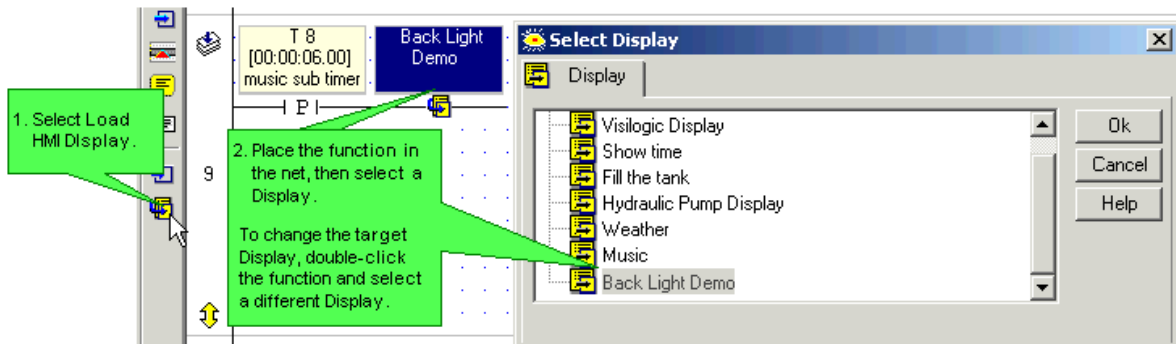 T 8
[00:00:06.00]
music sub timer
Back Light
Demo
P
9
1. Select Load
HMI DIsplay.
2. Place the function in
the net, then select a
Display.
To change the target
Display, double-click
the function and select
a different Display.
Select Display
Display
Visilogic Display
Show time
Fill the tank
Hydraulic Pump Display
Weather
Music
Back Light Demo
Ok
Cancel
Help